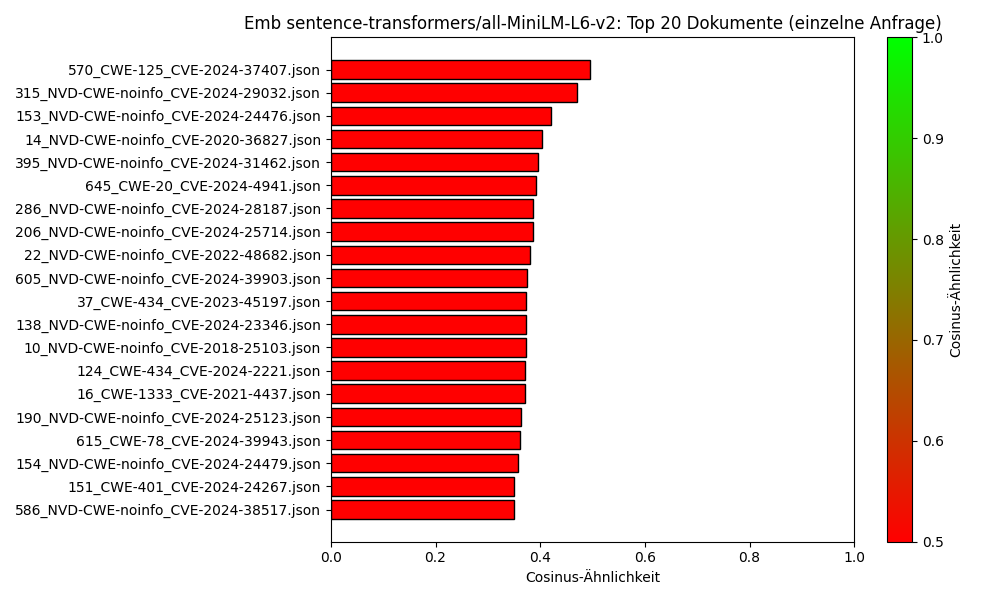 Emb sentence-transformers/all-MiniLM-L6-v2: Top 20 Dokumente (einzelne Anfrage)
570_CWE-125_CVE-2024-37407.json
315_NVD-CWE-noinfo_CVE-2024-29032.json
153_NVD-CWE-noinfo_CVE-2024-24476.json
14_NVD-CWE-noinfo_CVE-2020-36827.json
395_NVD-CWE-noinfo_CVE-2024-31462.json
645_CWE-20_CVE-2024-4941.json
286_NVD-CWE-noinfo_CVE-2024-28187.json
206_NVD-CWE-noinfo_CVE-2024-25714.json
22_NVD-CWE-noinfo_CVE-2022-48682.json
605_NVD-CWE-noinfo_CVE-2024-39903.json
37_CWE-434_CVE-2023-45197.json
138_NVD-CWE-noinfo_CVE-2024-23346.json
10_NVD-CWE-noinfo_CVE-2018-25103.json
124_CWE-434_CVE-2024-2221.json
16_CWE-1333_CVE-2021-4437.json
190_NVD-CWE-noinfo_CVE-2024-25123.json
615_CWE-78_CVE-2024-39943.json
154_NVD-CWE-noinfo_CVE-2024-24479.json
151_CWE-401_CVE-2024-24267.json
586_NVD-CWE-noinfo_CVE-2024-38517.json
0.0 0.2 0.4 0.6 0.8 1.0
Cosinus-Ähnlichkeit
1.0
0.9
0.8
0.7
0.6
0.5
Cosinus-Ähnlichkeit